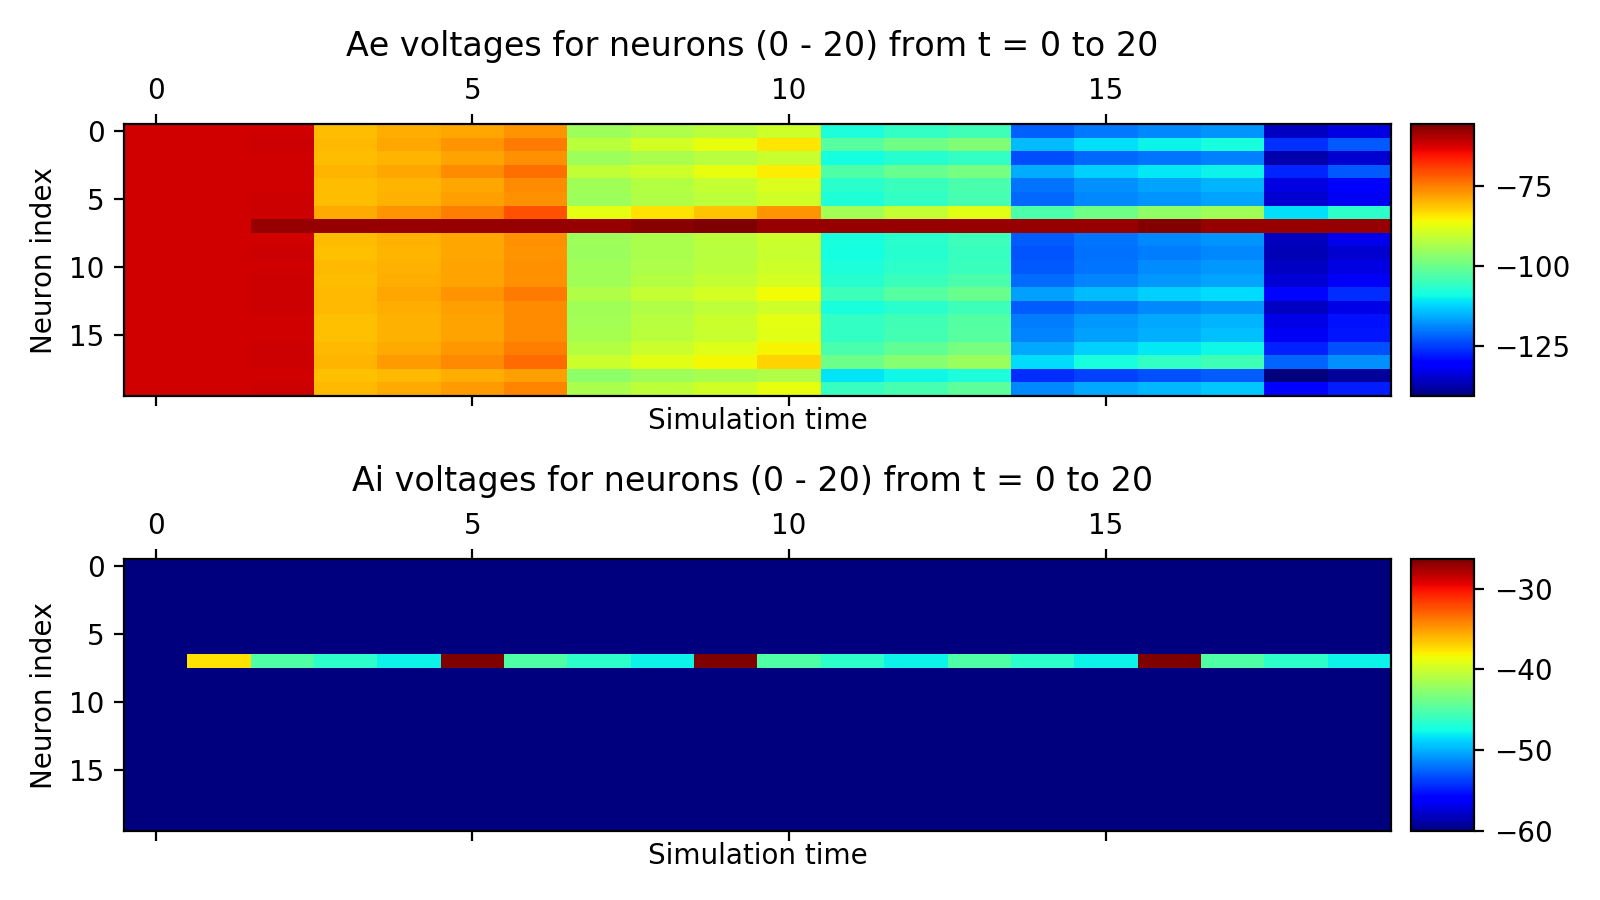 Ae voltages for neurons (0 - 20) from t = 0 to 20
0 5 10 15
0
5
10
15
Neuron index
Simulation time
−75
−100
−125
Ai voltages for neurons (0 - 20) from t = 0 to 20
0 5 10 15
0
5
10
15
Neuron index
Simulation time
−30
−40
−50
−60